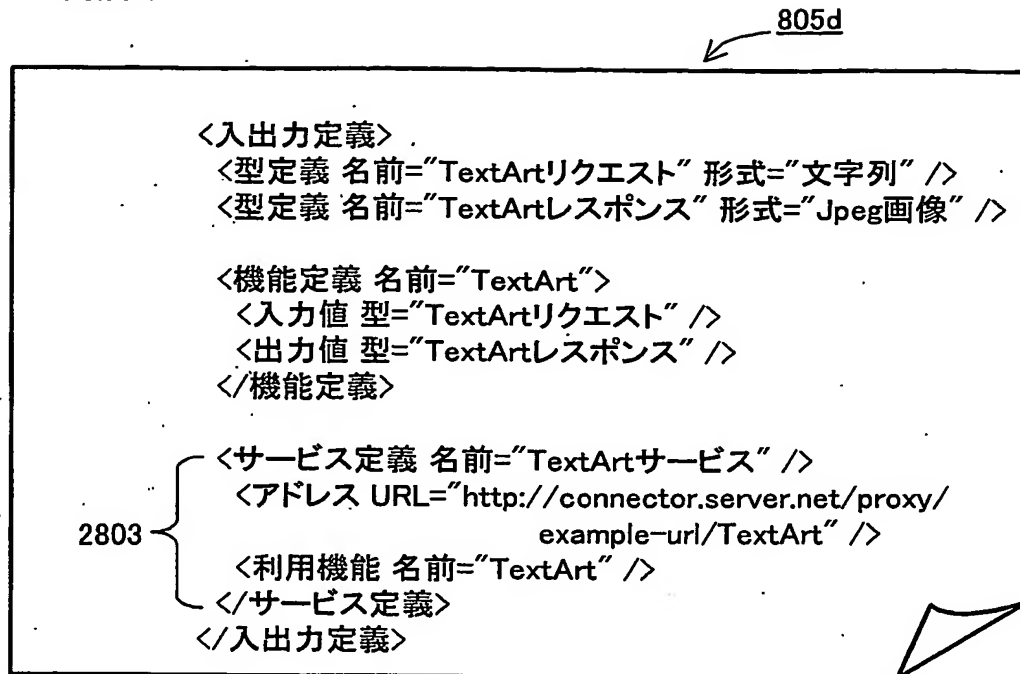 805d
<入出力定義>
<型定義 名前="TextArtリクエスト" 形式="文字列" />
<型定義 名前="TextArtレスポンス" 形式="Jpeg画像" />
<機能定義 名前="TextArt">
<入力値 型="TextArtリクエスト" />
<出力値 型="TextArtレスポンス" />
</機能定義>
<サービス定義 名前="TextArtサービス" />
<アドレス URL="http://connector.server.net/proxy/
example-url/TextArt" />
2803
<利用機能 名前="TextArt" />
</サービス定義>
</入出力定義>